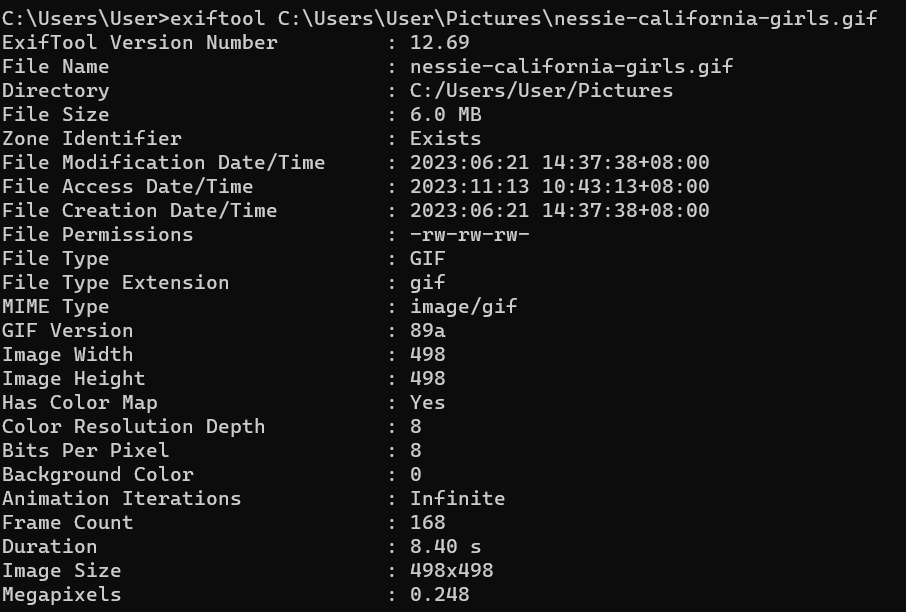 C:\Users\User>exiftool C:\Users\User\Pictures\nessie-california-girls.gif
ExifTool Version Number         : 12.69
File Name                       : nessie-california-girls.gif
Directory                       : C:/Users/User/Pictures
File Size                       : 6.0 MB
Zone Identifier                 : Exists
File Modification Date/Time     : 2023:06:21 14:37:38+08:00
File Access Date/Time           : 2023:11:13 10:43:13+08:00
File Creation Date/Time         : 2023:06:21 14:37:38+08:00
File Permissions                : -rw-rw-rw-
File Type                       : GIF
File Type Extension             : gif
MIME Type                       : image/gif
GIF Version                     : 89a
Image Width                     : 498
Image Height                    : 498
Has Color Map                   : Yes
Color Resolution Depth          : 8
Bits Per Pixel                  : 8
Background Color                : 0
Animation Iterations            : Infinite
Frame Count                     : 168
Duration                        : 8.40 s
Image Size                      : 498x498
Megapixels                      : 0.248